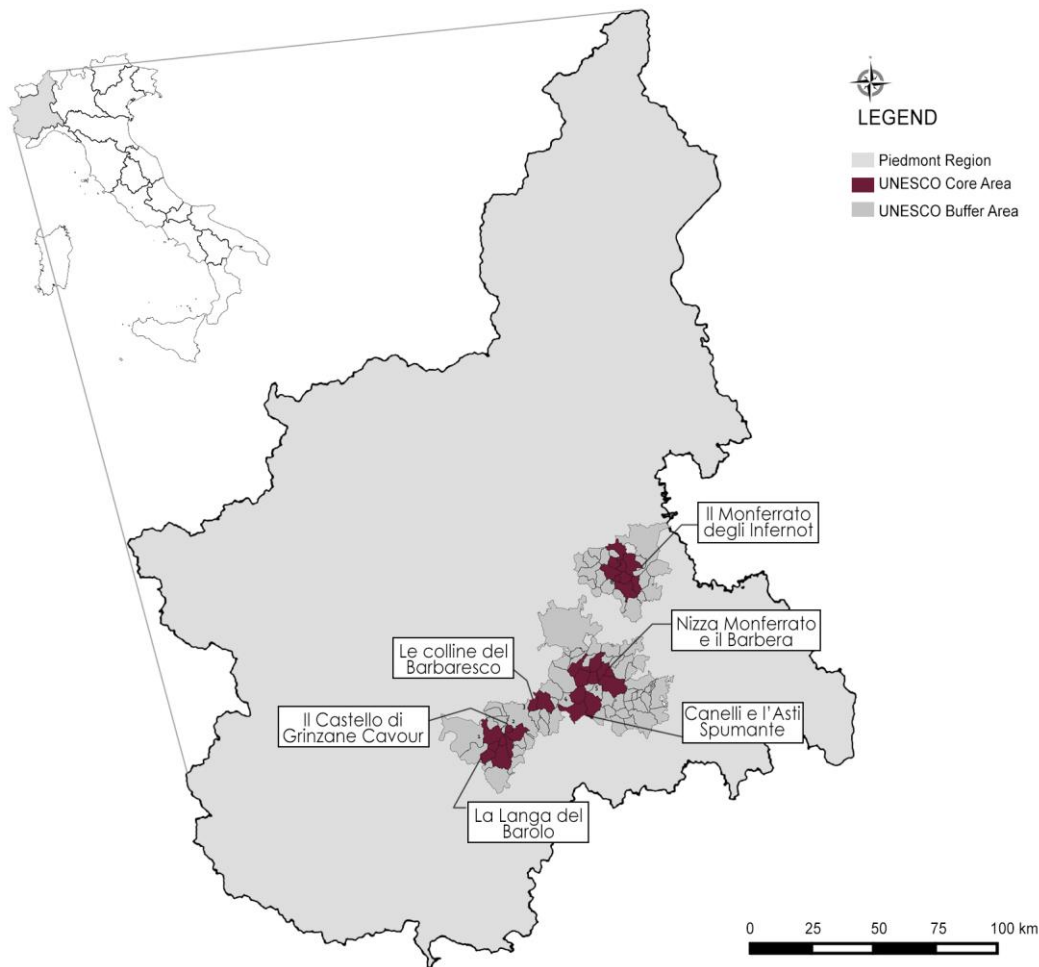 LEGEND
Piedmont Region
UNESCO Core Area
UNESCO Buffer Area
Il Monferrato
degli Infernot
Nizza Monferrato
e il Barbera
Le colline del
Barbaresco
Il Castello di
Grinzane Cavour
Canelli e l'Asti
Spumante
La Langa del
Barolo
0 25 50 75 100 km